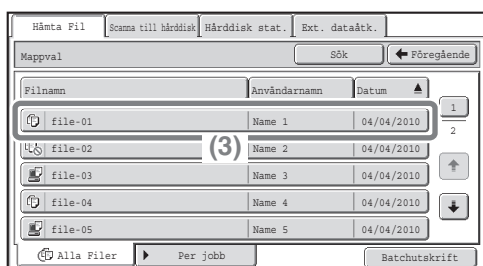 Hämta Fil Scanna till hårddisk Hårddisk stat. Ext. dataåtk.
Mappval Sök Föregående
Filnamn Användarnamn Datum
file-01 Name 1 04/04/2010 1
file-02 (3) Name 2 04/04/2010 2
file-03 Name 3 04/04/2010
file-04 Name 4 04/04/2010
file-05 Name 5 04/04/2010
Alla Filer Per jobb Batchutskrift